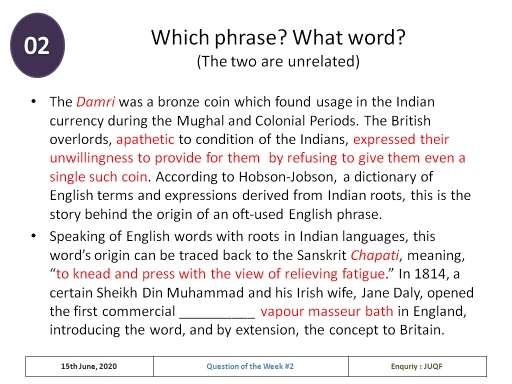 02
Which phrase? What word?
(The two are unrelated)
• The Damri was a bronze coin which found usage in the Indian
currency during the Mughal and Colonial Periods. The British
overlords, apathetic to condition of the Indians, expressed their
unwillingness to provide for them by refusing to give them even a
single such coin. According to Hobson-Jobson, a dictionary of
English terms and expressions derived from Indian roots, this is the
story behind the origin of an oft-used English phrase.
• Speaking of English words with roots in Indian languages, this
word's origin can be traced back to the Sanskrit Chapati, meaning,
"to knead and press with the view of relieving fatigue." In 1814, a
certain Sheikh Din Muhammad and his Irish wife, Jane Daly, opened
the first commercial __________ vapour masseur bath in England,
introducing the word, and by extension, the concept to Britain.
15th June, 2020 Question of the Week #2 Enquriy : JUQF